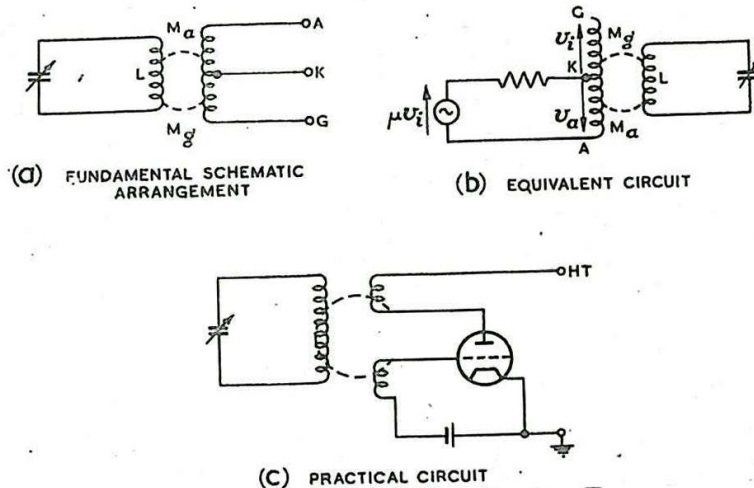 Ma
A
L
K
Mg
G
(a) FUNDAMENTAL SCHEMATIC
ARRANGEMENT
G
Mg
vi
K
L
μvi
va
Ma
A
(b) EQUIVALENT CIRCUIT
HT
(c) PRACTICAL CIRCUIT